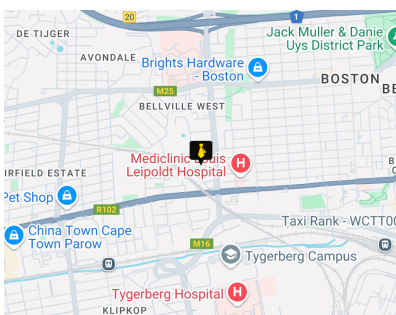 20
1
DE TIJGER
Jack Muller & Danie
Uys District Park
AVONDALE
Brights Hardware
- Boston
BOSTON
M25
BE
BELLVILLE WEST
Mediclinic Louis
Leipoldt Hospital
H
IRFIELD ESTATE
Pet Shop
R102
China Town Cape
Town Parow
Taxi Rank - WCTT00
M16
Tygerberg Campus
Tygerberg Hospital
H
KLIPKOP